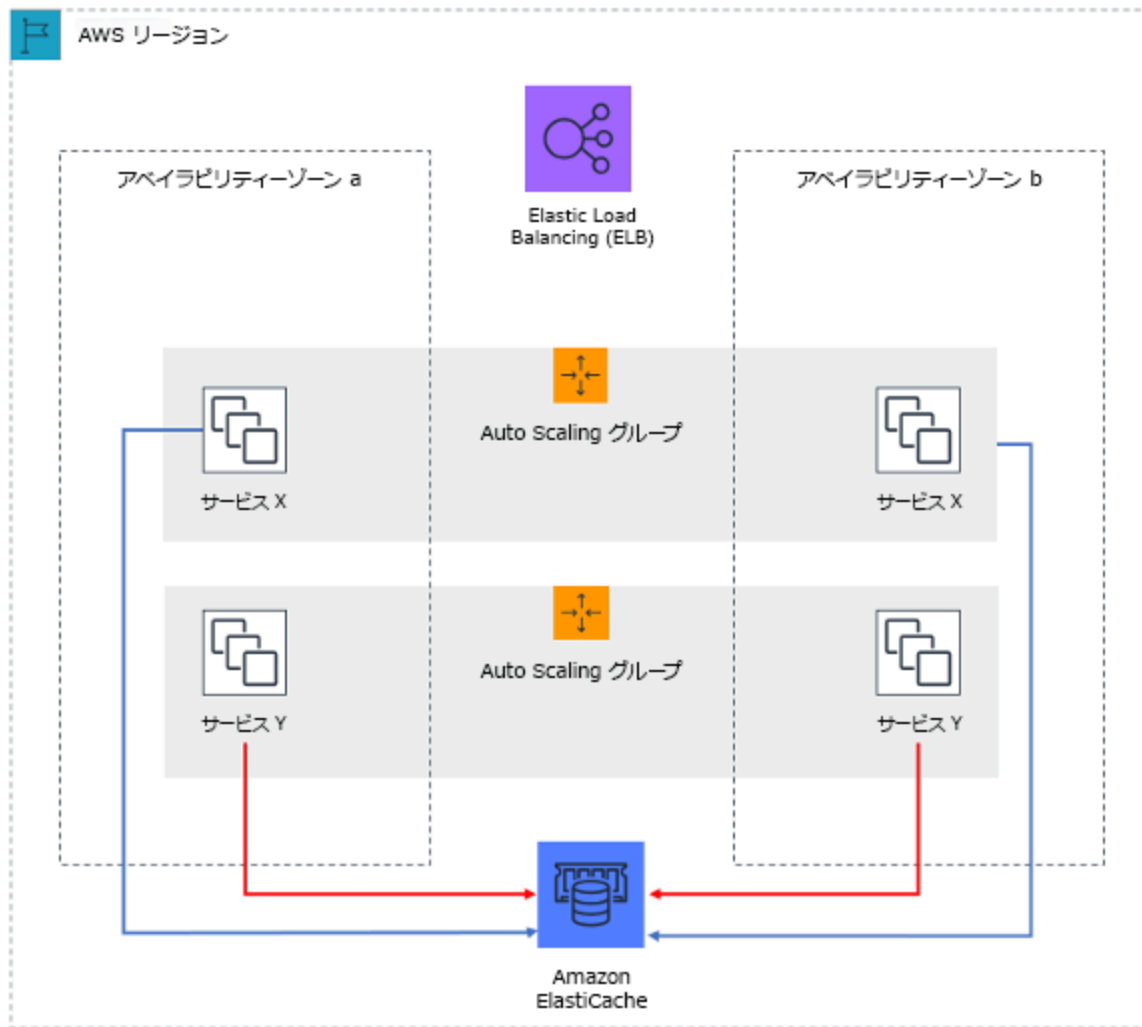 AWS リージョン
アベイラビリティーゾーン a
アベイラビリティーゾーン b
Elastic Load
Balancing (ELB)
Auto Scaling グループ
サービス X
サービス X
Auto Scaling グループ
サービス Y
サービス Y
Amazon
ElastiCache